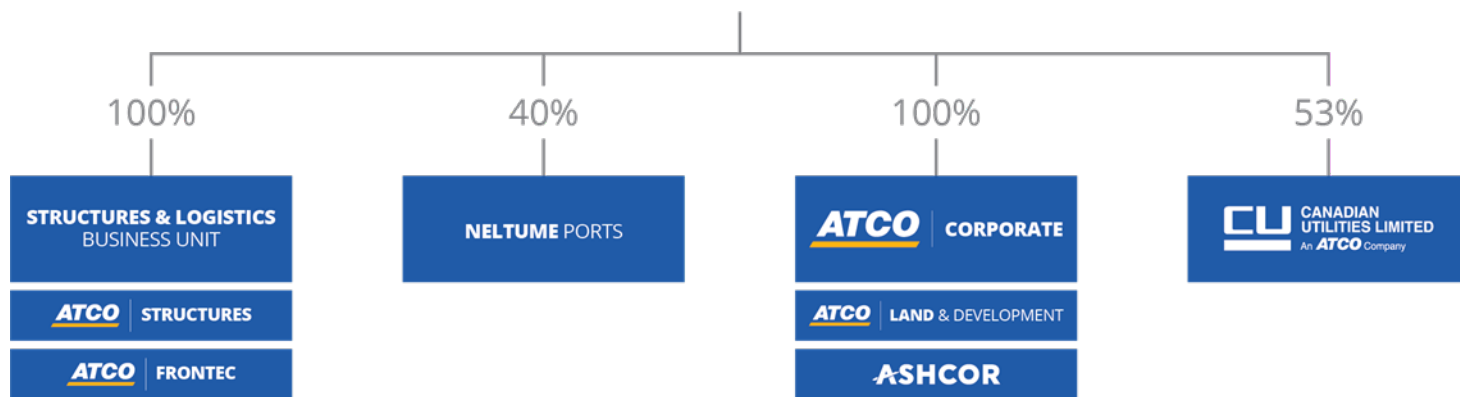 100%
40%
100%
53%
STRUCTURES & LOGISTICS
BUSINESS UNIT
ATCO STRUCTURES
ATCO FRONTEC
NELTUME PORTS
ATCO CORPORATE
ATCO LAND & DEVELOPMENT
ASHCOR
CU CANADIAN
UTILITIES LIMITED
An ATCO Company